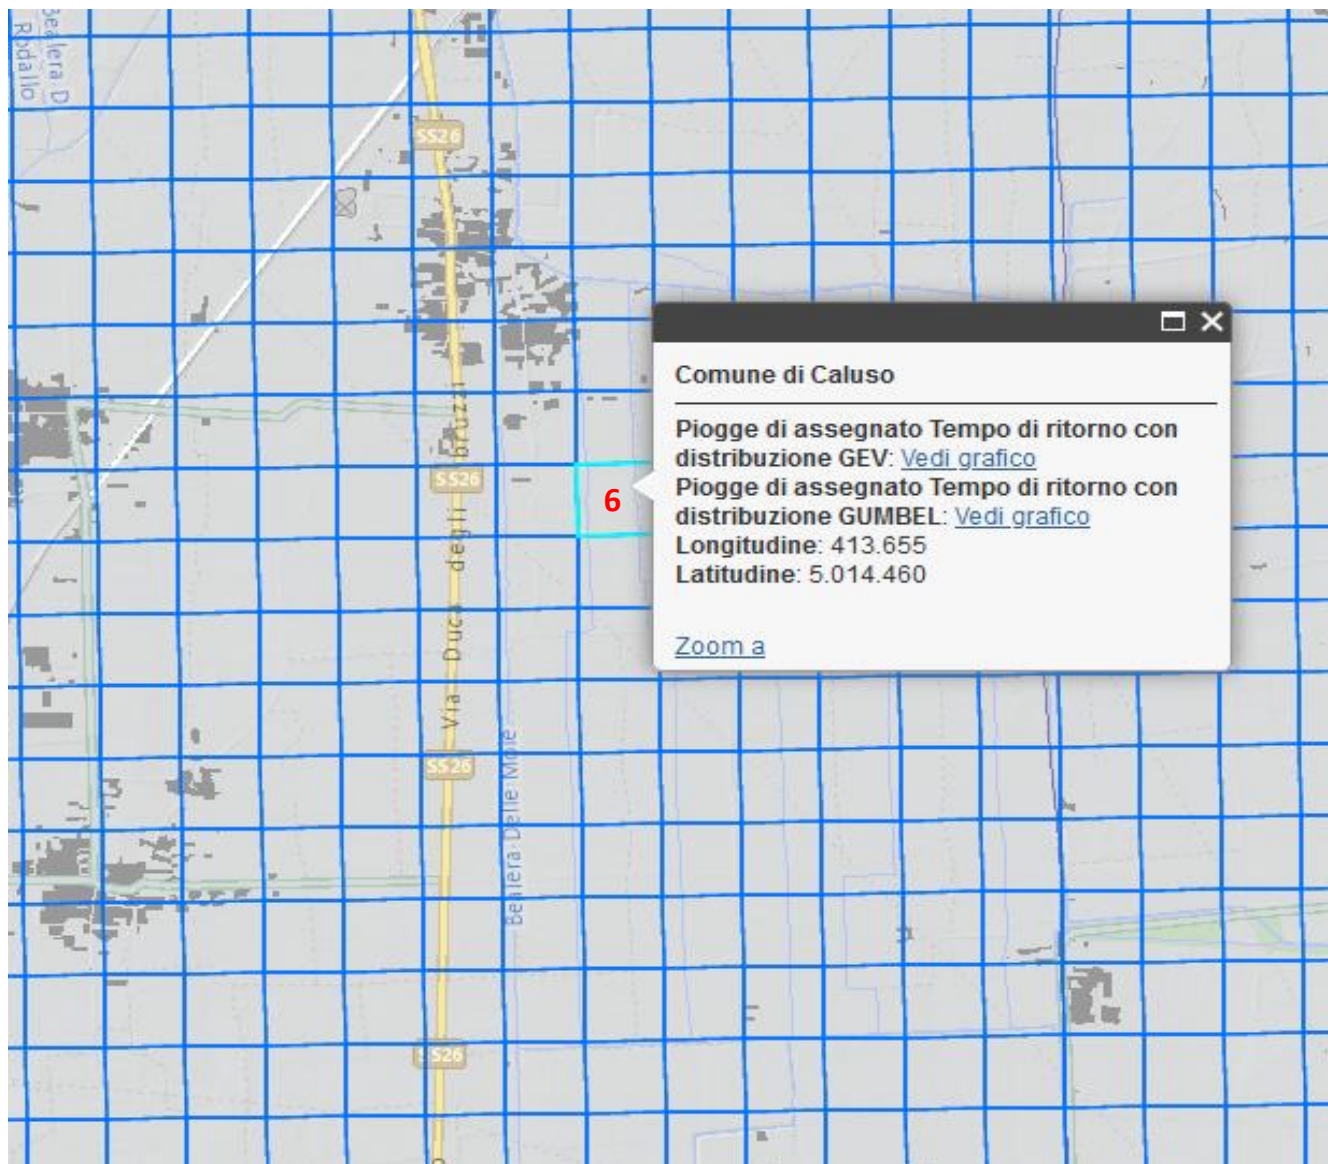 Bealera D
Rodallo
SS26
Comune di Caluso
Piogge di assegnato Tempo di ritorno con
distribuzione GEV: Vedi grafico
Piogge di assegnato Tempo di ritorno con
distribuzione GUMBEL: Vedi grafico
Longitudine: 413.655
Latitudine: 5.014.460
Zoom a
6
SS26
Via Duca degli bruzzi
SS26
Bealera Delle Moie
SS26